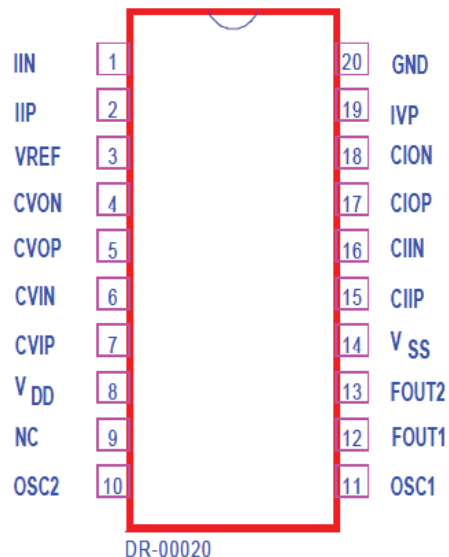 IIN 1 20 GND
IIP 2 19 IVP
VREF 3 18 CION
CVON 4 17 CIOP
CVOP 5 16 CIIN
CVIN 6 15 CIIP
CVIP 7 14 V SS
V DD 8 13 FOUT2
NC 9 12 FOUT1
OSC2 10 11 OSC1
DR-00020